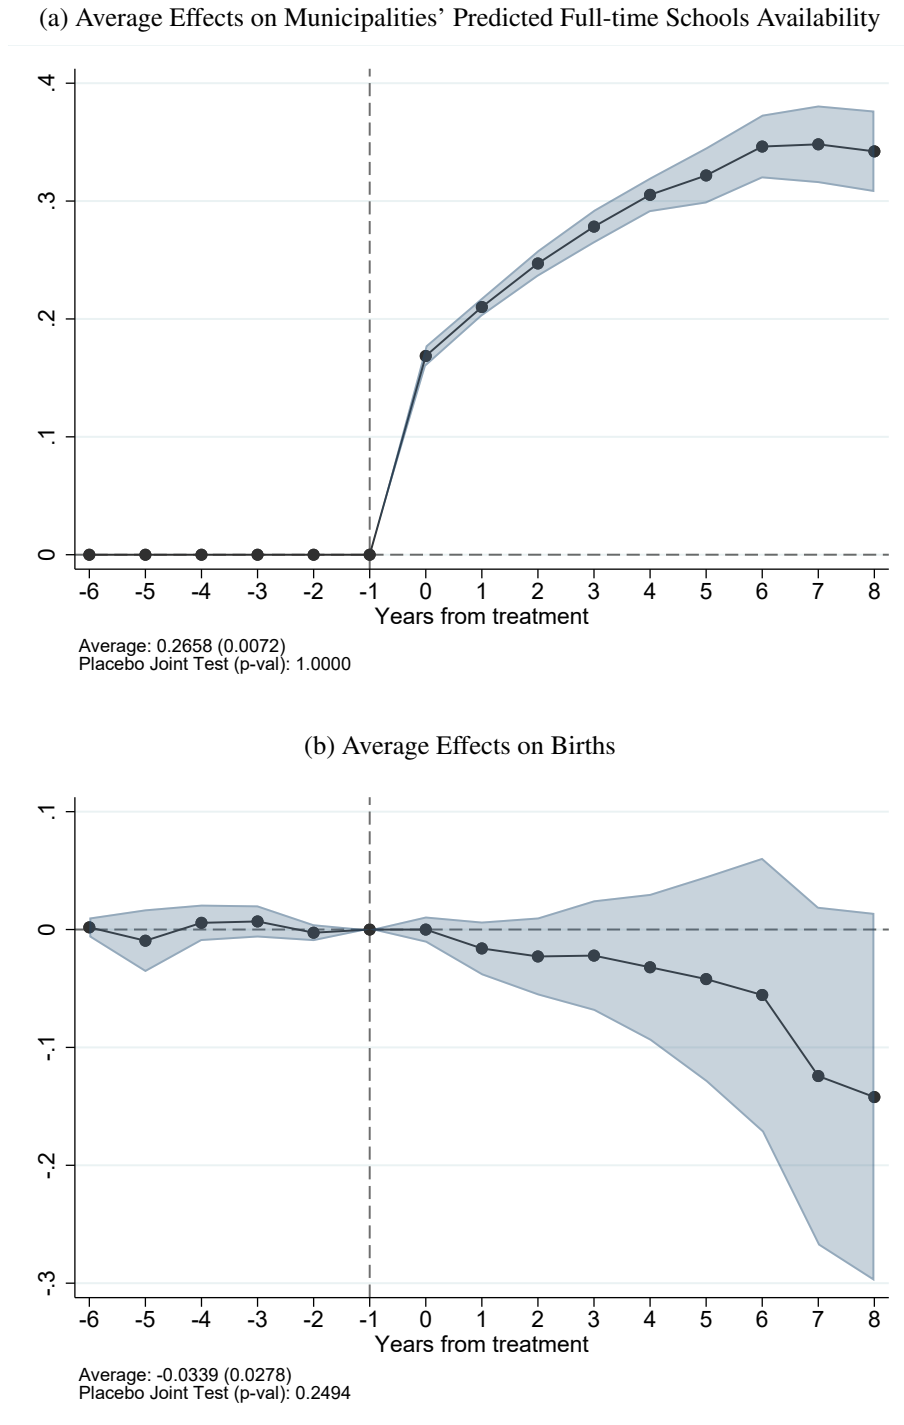 (a) Average Effects on Municipalities’ Predicted Full-time Schools Availability
.4
.3
.2
.1
0
-6 -5 -4 -3 -2 -1 0 1 2 3 4 5 6 7 8
Years from treatment
Average: 0.2658 (0.0072)
Placebo Joint Test (p-val): 1.0000
(b) Average Effects on Births
.1
0
-.1
-.2
-.3
-6 -5 -4 -3 -2 -1 0 1 2 3 4 5 6 7 8
Years from treatment
Average: -0.0339 (0.0278)
Placebo Joint Test (p-val): 0.2494